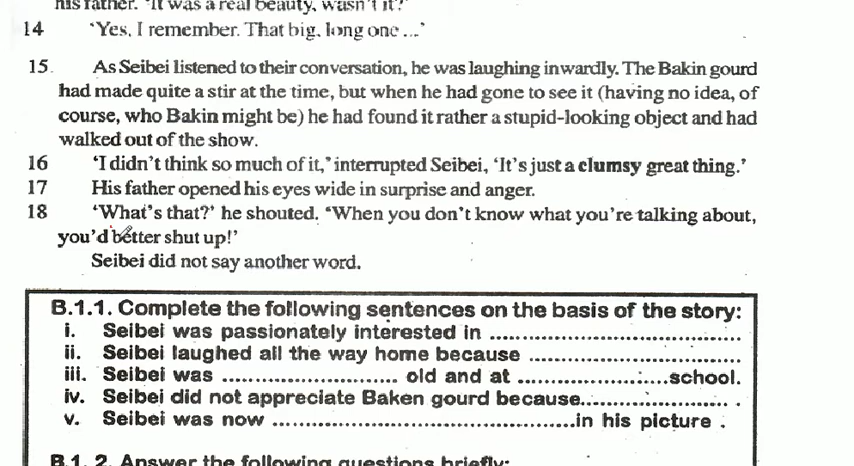 his father. 'It was a real beauty, wasn't it?'
14 'Yes, I remember. That big, long one ...'
15. As Seibei listened to their conversation, he was laughing inwardly. The Bakin gourd
had made quite a stir at the time, but when he had gone to see it (having no idea, of
course, who Bakin might be) he had found it rather a stupid-looking object and had
walked out of the show.
16 'I didn't think so much of it,' interrupted Seibei, 'It's just a clumsy great thing.'
17 His father opened his eyes wide in surprise and anger.
18 'What's that?' he shouted. 'When you don't know what you're talking about,
you'd better shut up!'
Seibei did not say another word.
B.1.1. Complete the following sentences on the basis of the story:
i. Seibei was passionately interested in ........................................
ii. Seibei laughed all the way home because ..................................
iii. Seibei was ............................ old and at ........................school.
iv. Seibei did not appreciate Baken gourd because........................ .
v. Seibei was now ................................................in his picture .
B.1. 2. Answer the following questions briefly: